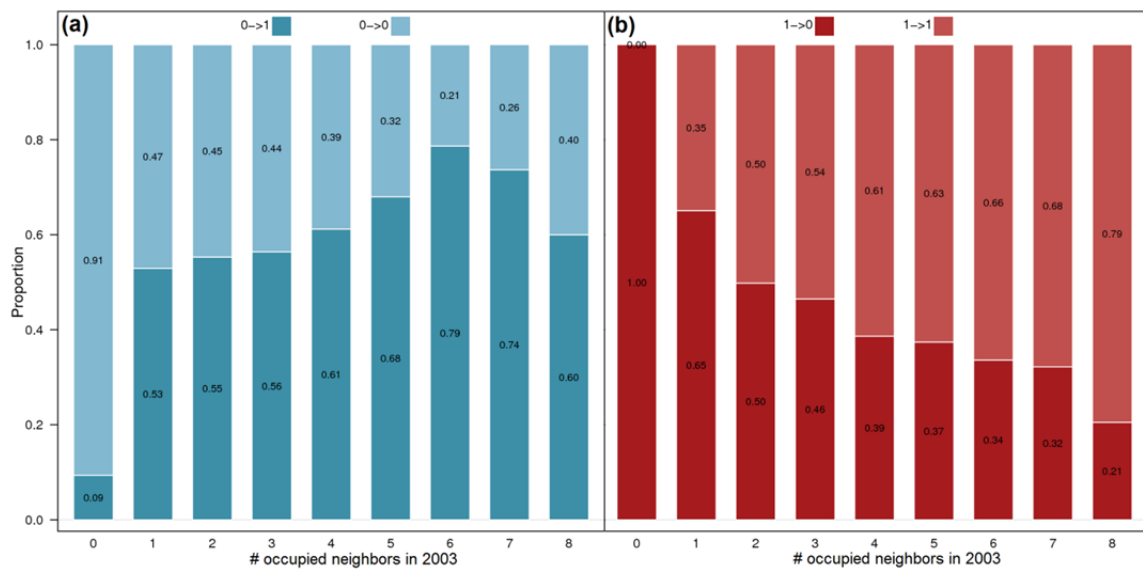 (a) 0->1 0->0
(b) 1->0 1->1
Proportion
1.0
0.8
0.6
0.4
0.2
0.0
0.91 0.47 0.45 0.44 0.39 0.32 0.21 0.26 0.40
0.09 0.53 0.55 0.56 0.61 0.68 0.79 0.74 0.60
0 1 2 3 4 5 6 7 8
# occupied neighbors in 2003
0.00 0.35 0.50 0.54 0.61 0.63 0.66 0.68 0.79
1.00 0.65 0.50 0.46 0.39 0.37 0.34 0.32 0.21
0 1 2 3 4 5 6 7 8
# occupied neighbors in 2003